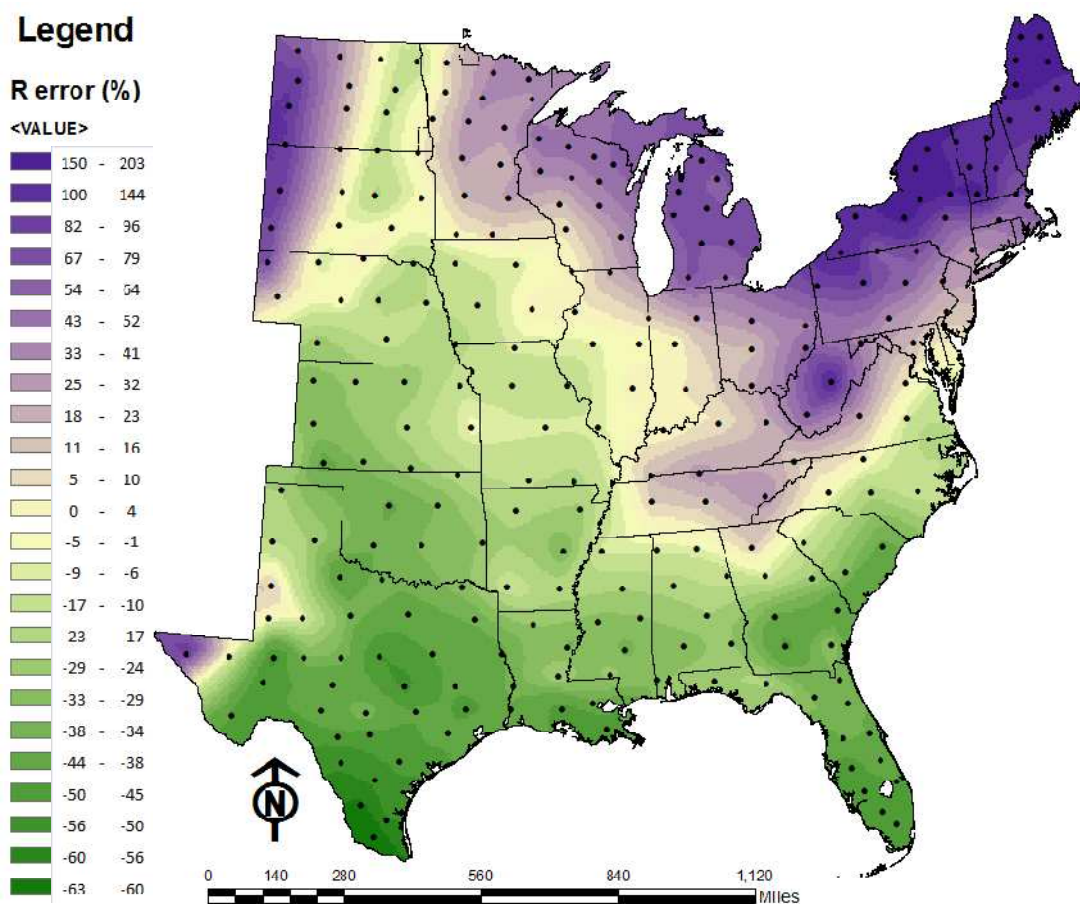 Legend
R error (%)
<VALUE>
150 - 203
100 144
82 - 96
67 - 79
54 - 54
43 - 52
33 - 41
25 - 32
18 - 23
11 - 16
5 - 10
0 - 4
-5 - -1
-9 - -6
-17 - -10
23 17
-29 - -24
-33 - -29
-38 - -34
-44 - -38
-50 - -45
-56 - -50
-60 -56
-63 -60
N
0 140 280 560 840 1,120
Miles